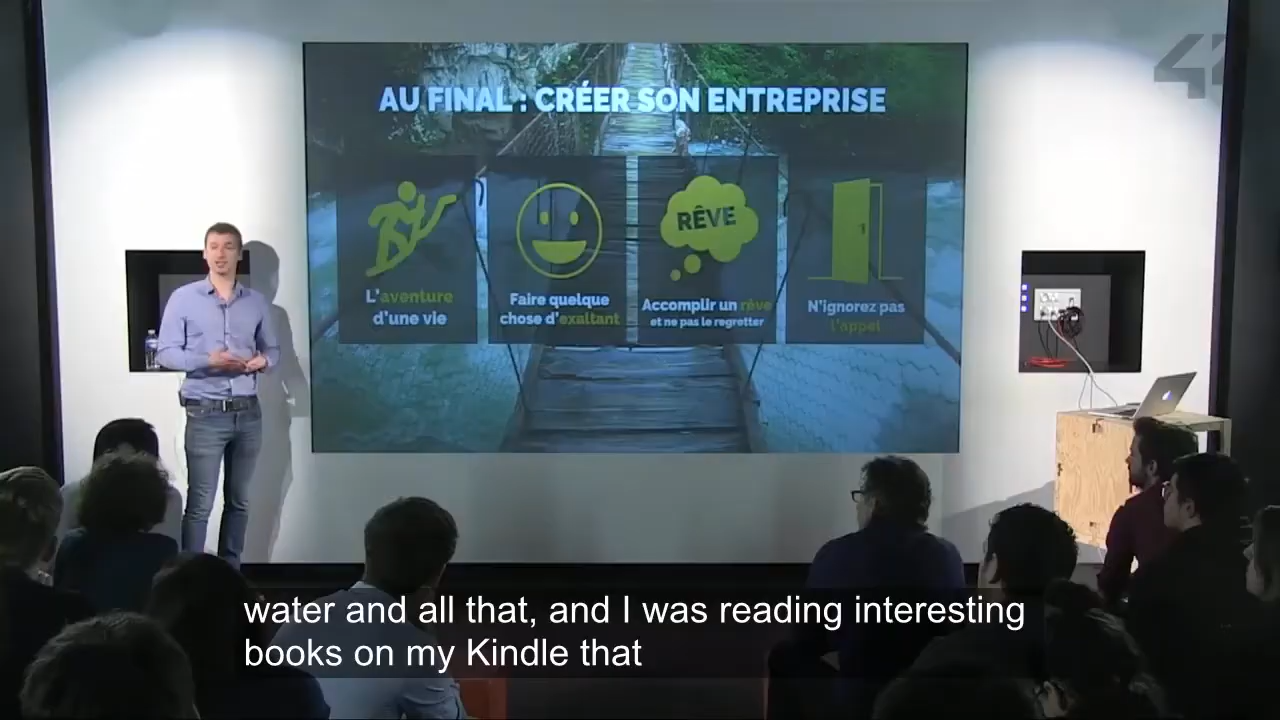 42
AU FINAL : CRÉER SON ENTREPRISE
L'aventure
d'une vie
Faire quelque
chose d'exaltant
RÊVE
Accomplir un rêve
et ne pas le regretter
N'ignorez pas
l'appel
water and all that, and I was reading interesting
books on my Kindle that